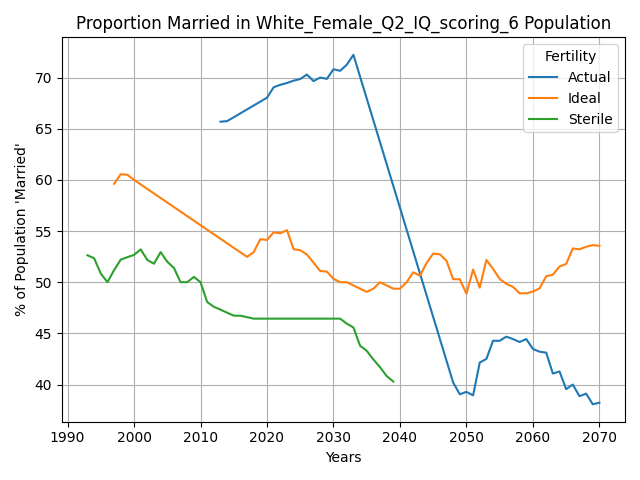 Proportion Married in White_Female_Q2_IQ_scoring_6 Population
Fertility
Actual
Ideal
Sterile
% of Population 'Married'
70
65
60
55
50
45
40
1990
2000
2010
2020
2030
2040
2050
2060
2070
Years